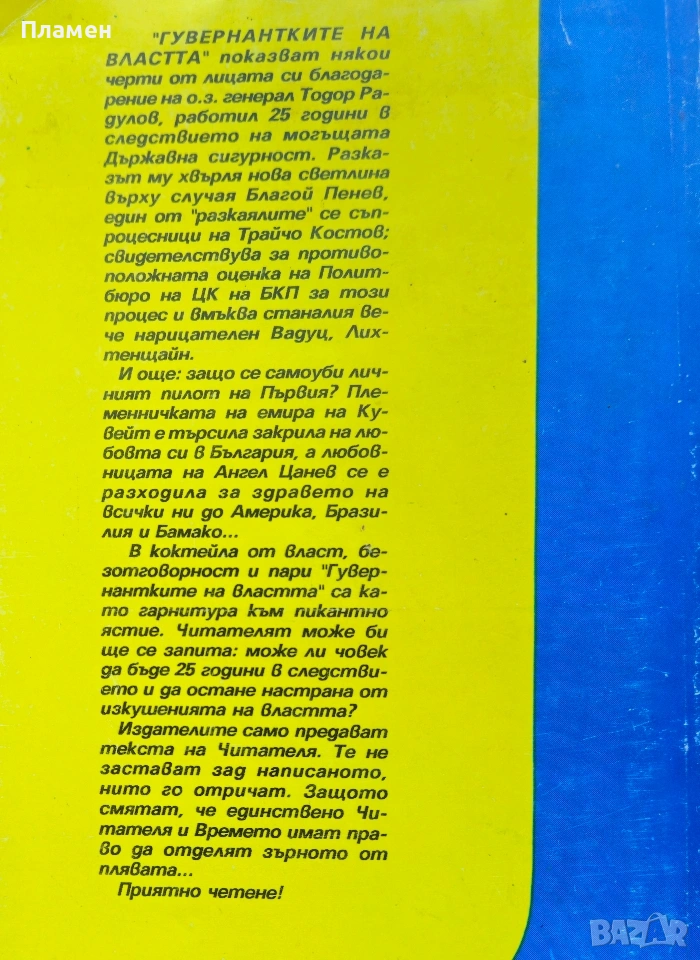 Пламен
"ГУВЕРНАНТКИТЕ НА
ВЛАСТТА" показват някои
черти от лицата си благода-
рение на о.з. генерал Тодор Ра-
дулов, работил 25 години в
следствието на могъщата
Държавна сигурност. Разка-
зът му хвърля нова светлина
върху случая Благой Пенев,
един от "разкаялите" се съп-
роцесници на Трайчо Костов;
свидетелствува за противо-
положната оценка на Полит-
бюро на ЦК на БКП за този
процес и вмъква станалия ве-
че нарицателен Вадуц, Лих-
тенщайн.
И още: защо се самоуби лич-
ният пилот на Първия? Пле-
менничката на емира на Ку-
вейт е търсила закрила на лю-
бовта си в България, а любов-
ницата на Ангел Цанев се е
разходила за здравето на
всички ни до Америка, Брази-
лия и Бамако...
В коктейла от власт, бе-
зотговорност и пари "Гувер-
нантките на властта" са ка-
то гарнитура към пикантно
ястие. Читателят може би
ще се запита: може ли човек
да бъде 25 години в следстви-
ето и да остане настрана от
изкушенията на властта?
Издателите само предават
текста на Читателя. Те не
застават зад написаното,
нито го отричат. Защото
смятат, че единствено Чи-
тателя и Времето имат пра-
во да отделят зърното от
плявата...
Приятно четене!
BAZAR